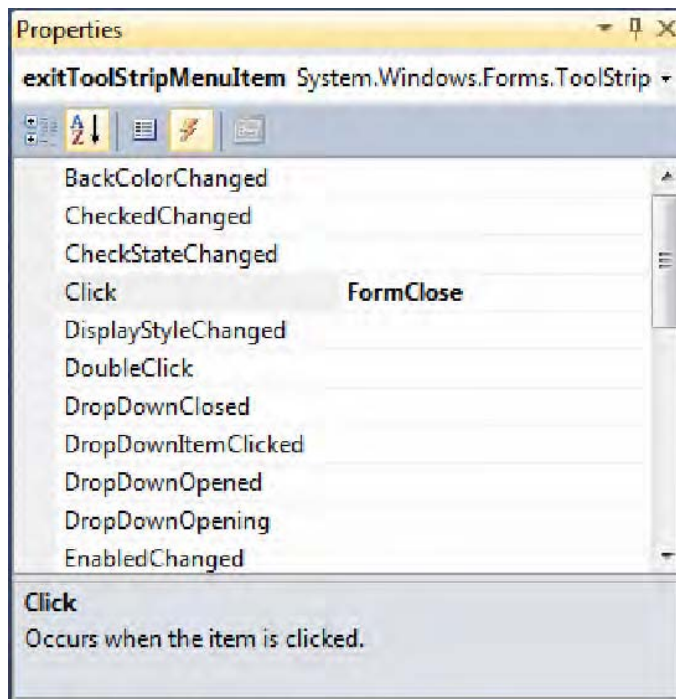 Properties
exitToolStripMenuItem System.Windows.Forms.ToolStrip
BackColorChanged
CheckedChanged
CheckStateChanged
Click FormClose
DisplayStyleChanged
DoubleClick
DropDownClosed
DropDownItemClicked
DropDownOpened
DropDownOpening
EnabledChanged
Click
Occurs when the item is clicked.